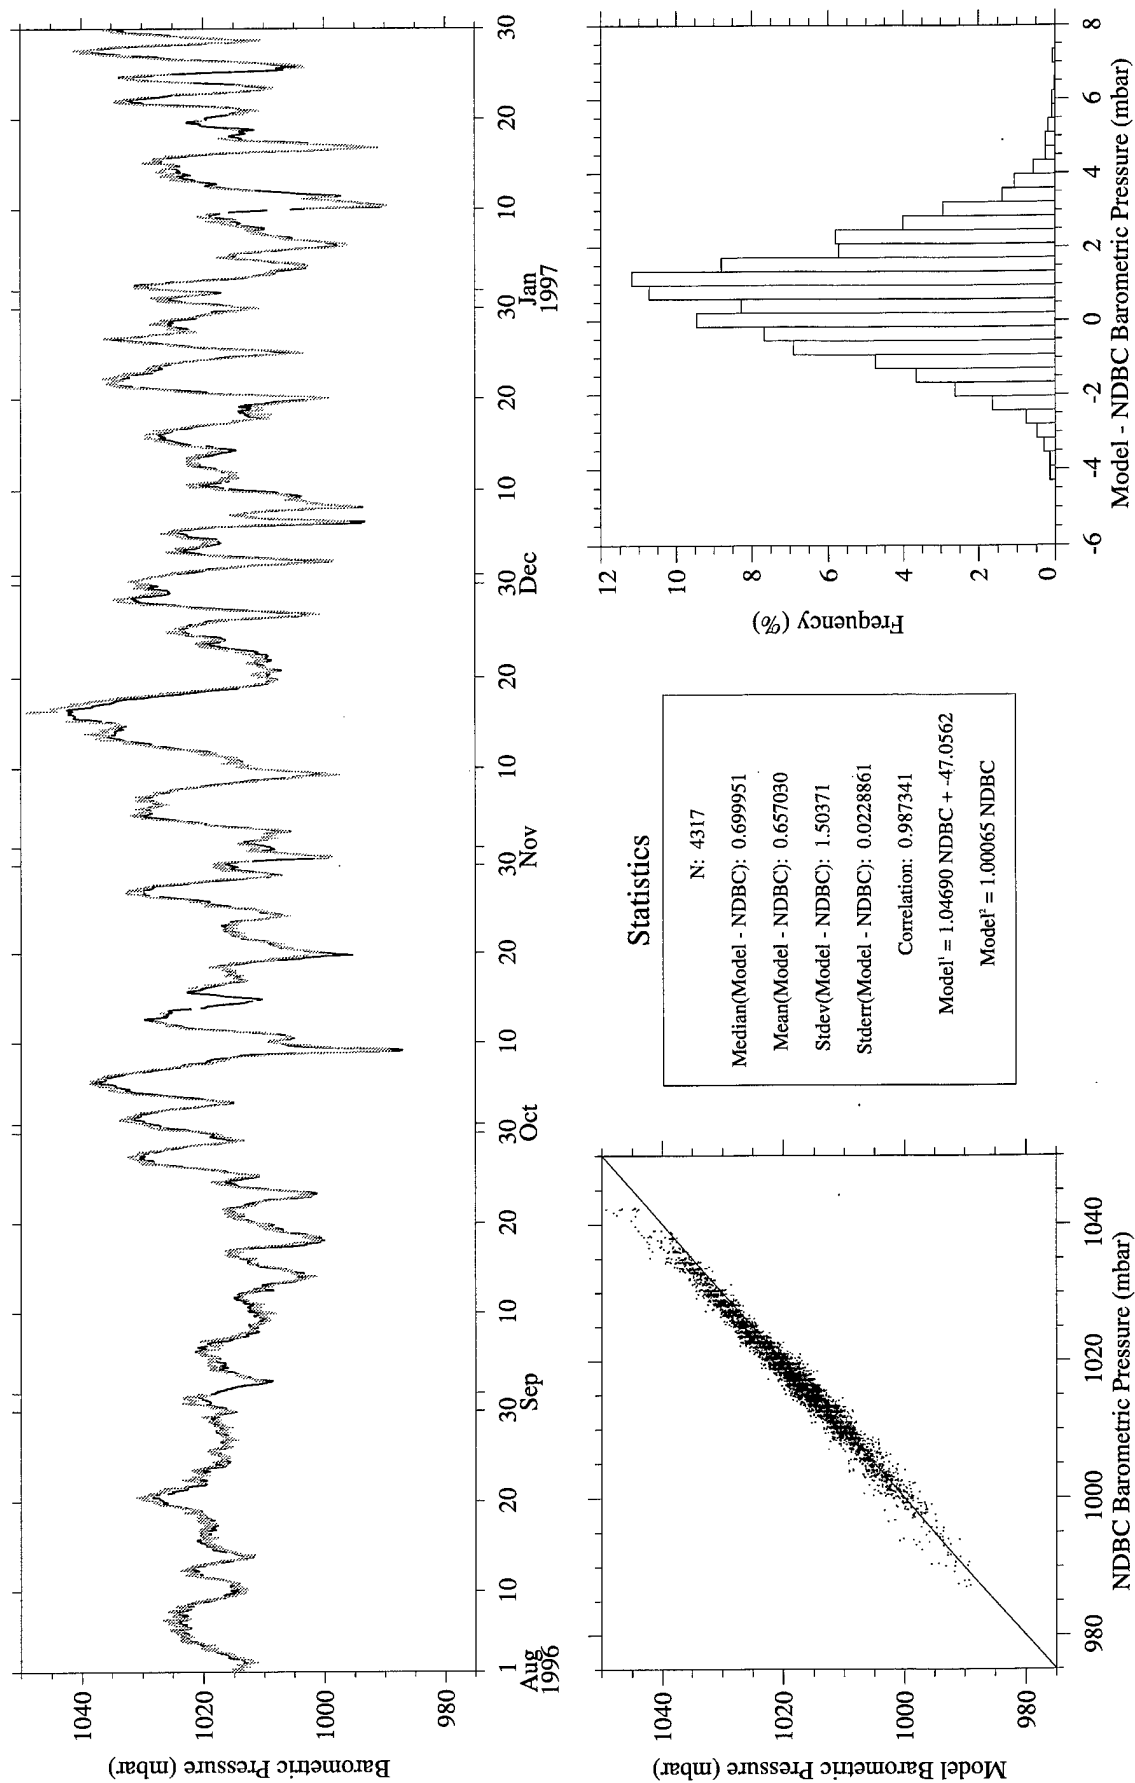 Barometric Pressure (mbar)
1040
1020
1000
980
1 10 20 30 10 20 30 10 20 30 10 20 30 10 20 30 10 20 30
Aug Sep Oct Nov Dec Jan
1996 1997
Model Barometric Pressure (mbar)
1040
1020
1000
980
980 1000 1020 1040
NDBC Barometric Pressure (mbar)
Statistics
N: 4317
Median(Model - NDBC): 0.699951
Mean(Model - NDBC): 0.657030
Stdev(Model - NDBC): 1.50371
Stderr(Model - NDBC): 0.0228861
Correlation: 0.987341
Model¹ = 1.04690 NDBC + -47.0562
Model² = 1.00065 NDBC
Frequency (%)
12
10
8
6
4
2
0
-6 -4 -2 0 2 4 6 8
Model - NDBC Barometric Pressure (mbar)